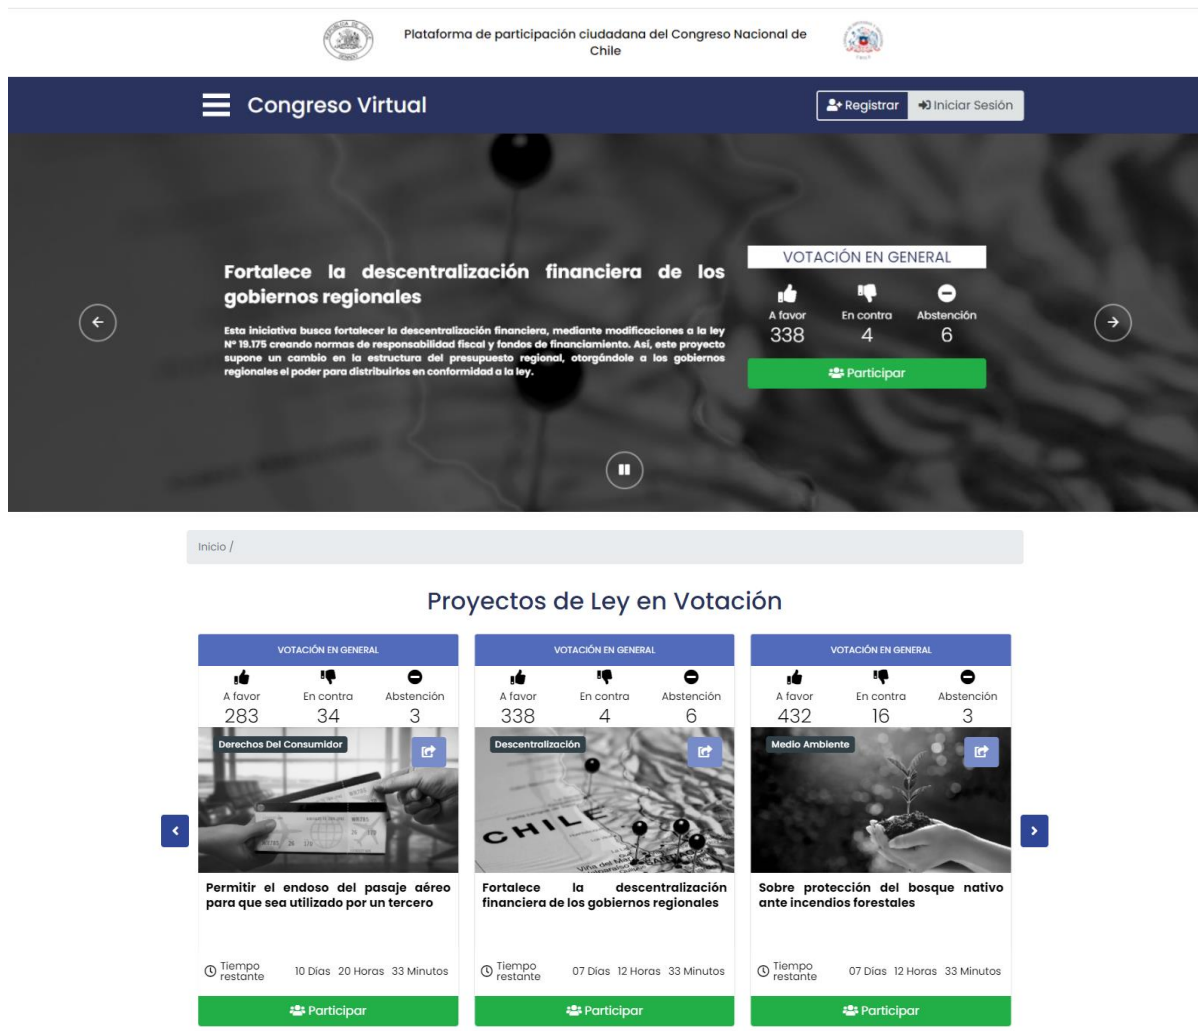 Plataforma de participación ciudadana del Congreso Nacional de
Chile
Congreso Virtual
Registrar
Iniciar Sesión
Fortalece la descentralización financiera de los
gobiernos regionales
Esta iniciativa busca fortalecer la descentralización financiera, mediante modificaciones a la ley
N° 19.175 creando normas de responsabilidad fiscal y fondos de financiamiento. Así, este proyecto
supone un cambio en la estructura del presupuesto regional, otorgándole a los gobiernos
regionales el poder para distribuirlos en conformidad a la ley.
VOTACIÓN EN GENERAL
A favor En contra Abstención
338 4 6
Participar
Inicio /
Proyectos de Ley en Votación
VOTACIÓN EN GENERAL
A favor En contra Abstención
283 34 3
Derechos Del Consumidor
Permitir el endoso del pasaje aéreo
para que sea utilizado por un tercero
Tiempo
restante
10 Días 20 Horas 33 Minutos
Participar
VOTACIÓN EN GENERAL
A favor En contra Abstención
338 4 6
Descentralización
CHILE
Viña del Mar
Fortalece la descentralización
financiera de los gobiernos regionales
Tiempo
restante
07 Días 12 Horas 33 Minutos
Participar
VOTACIÓN EN GENERAL
A favor En contra Abstención
432 16 3
Medio Ambiente
Sobre protección del bosque nativo
ante incendios forestales
Tiempo
restante
07 Días 12 Horas 33 Minutos
Participar